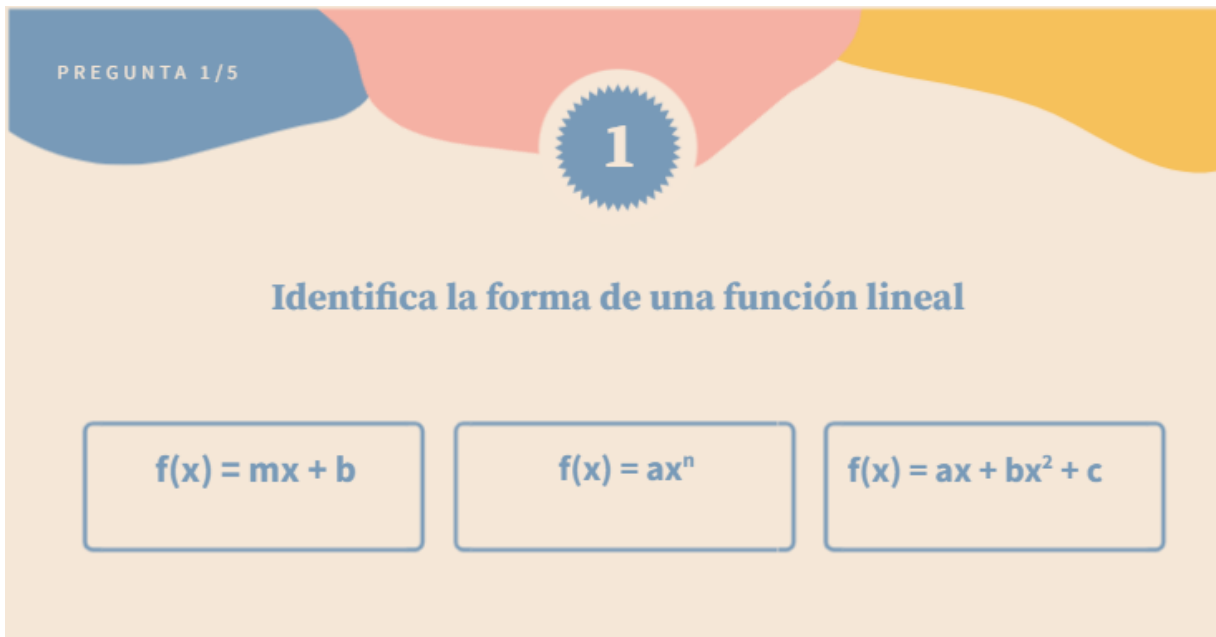 PREGUNTA 1/5
1
Identifica la forma de una función lineal
f(x) = mx + b
f(x) = axⁿ
f(x) = ax + bx² + c